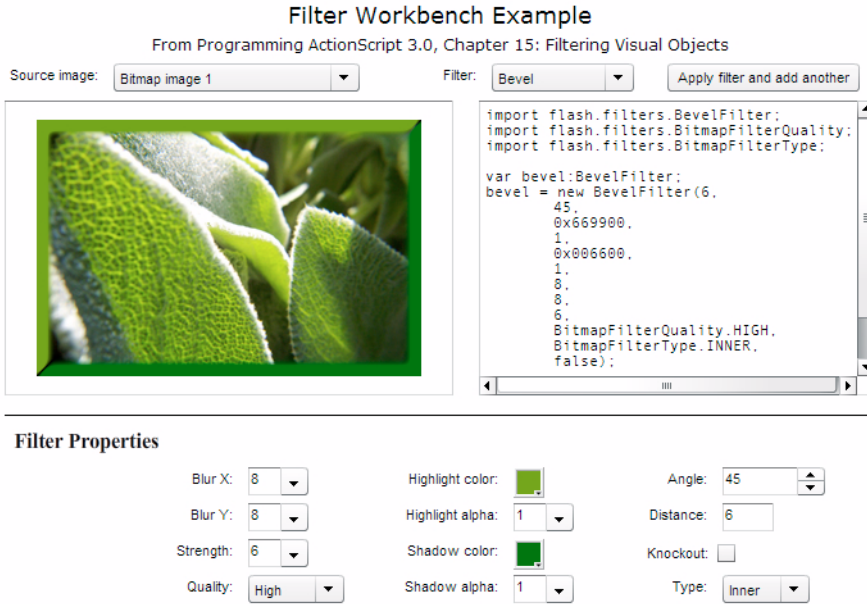 Filter Workbench Example
From Programming ActionScript 3.0, Chapter 15: Filtering Visual Objects
Source image: Bitmap image 1 Filter: Bevel Apply filter and add another
import flash.filters.BevelFilter;
import flash.filters.BitmapFilterQuality;
import flash.filters.BitmapFilterType;
var bevel:BevelFilter;
bevel = new BevelFilter(6,
45,
0x669900,
1,
0x006600,
1,
8,
8,
6,
BitmapFilterQuality.HIGH,
BitmapFilterType.INNER,
false);
Filter Properties
Blur X: 8 Highlight color: Angle: 45
Blur Y: 8 Highlight alpha: 1 Distance: 6
Strength: 6 Shadow color: Knockout:
Quality: High Shadow alpha: 1 Type: Inner